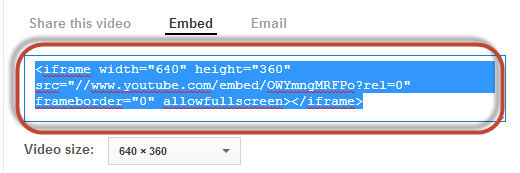 Share this video Embed Email
<iframe width="640" height="360"
src="//www.youtube.com/embed/OWYmngMRFPo?rel=0"
frameborder="0" allowfullscreen></iframe>
Video size: 640 × 360